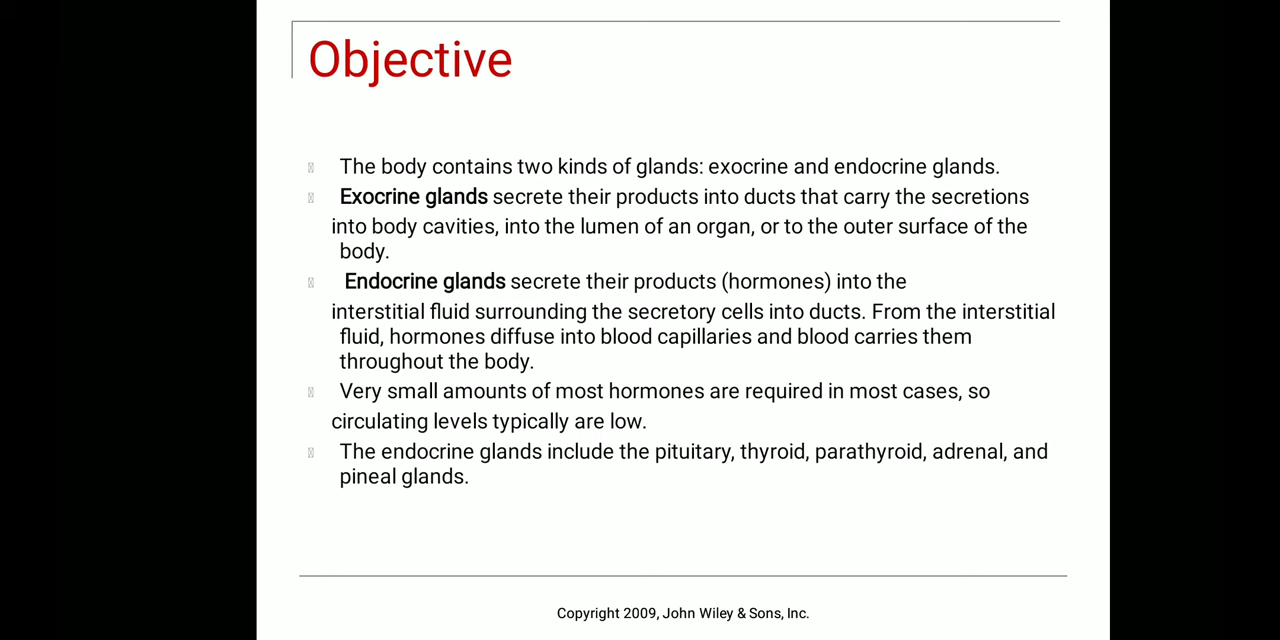 Objective
The body contains two kinds of glands: exocrine and endocrine glands.
Exocrine glands secrete their products into ducts that carry the secretions
into body cavities, into the lumen of an organ, or to the outer surface of the
body.
Endocrine glands secrete their products (hormones) into the
interstitial fluid surrounding the secretory cells into ducts. From the interstitial
fluid, hormones diffuse into blood capillaries and blood carries them
throughout the body.
Very small amounts of most hormones are required in most cases, so
circulating levels typically are low.
The endocrine glands include the pituitary, thyroid, parathyroid, adrenal, and
pineal glands.
Copyright 2009, John Wiley & Sons, Inc.